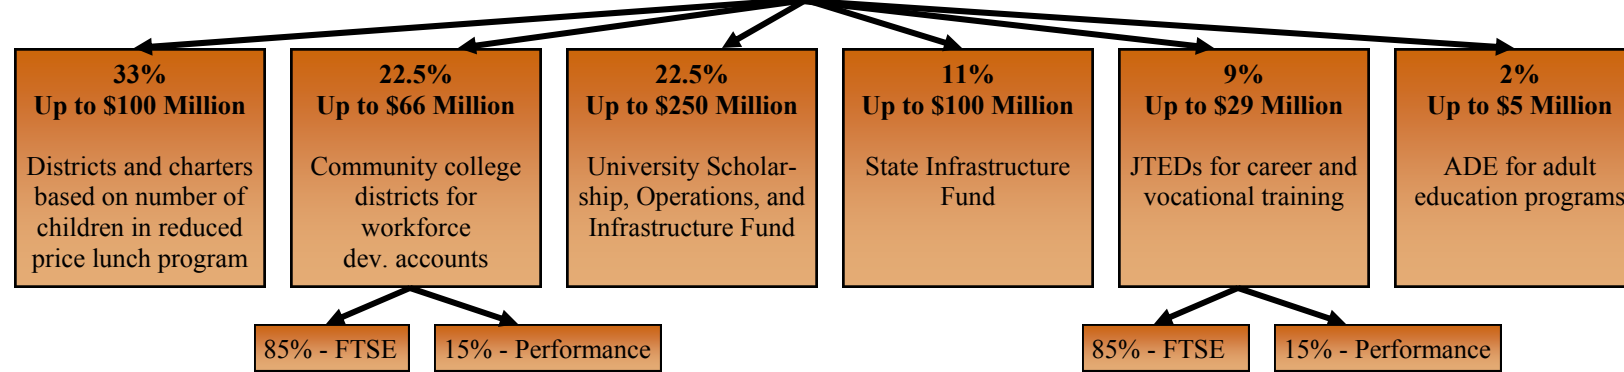 33%
Up to $100 Million
Districts and charters
based on number of
children in reduced
price lunch program
22.5%
Up to $66 Million
Community college
districts for
workforce
dev. accounts
22.5%
Up to $250 Million
University Scholar-
ship, Operations, and
Infrastructure Fund
11%
Up to $100 Million
State Infrastructure
Fund
9%
Up to $29 Million
JTEDs for career and
vocational training
2%
Up to $5 Million
ADE for adult
education programs
85% - FTSE
15% - Performance
85% - FTSE
15% - Performance